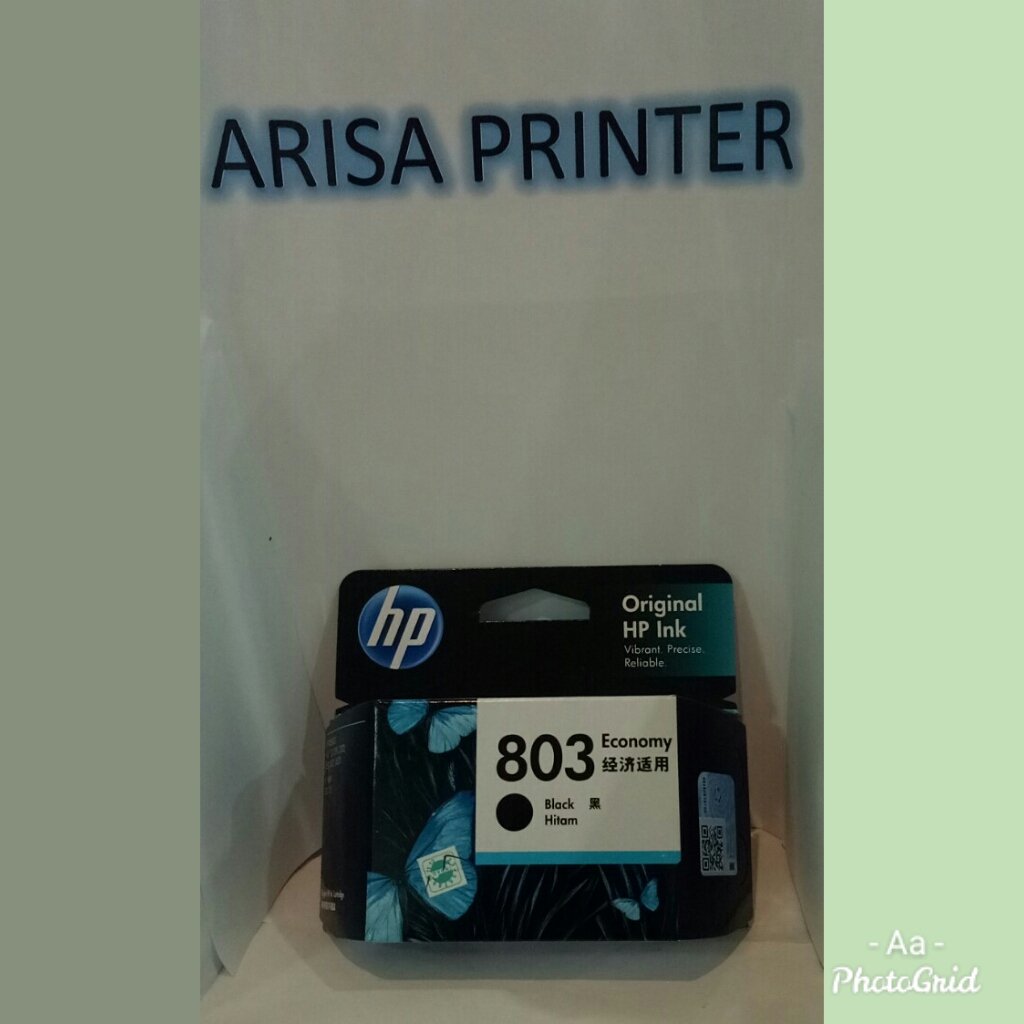 ARISA PRINTER
hp
Original
HP Ink
Vibrant. Precise.
Reliable.
803 Economy
经济适用
Black 黑
Hitam
- Aa -
PhotoGrid